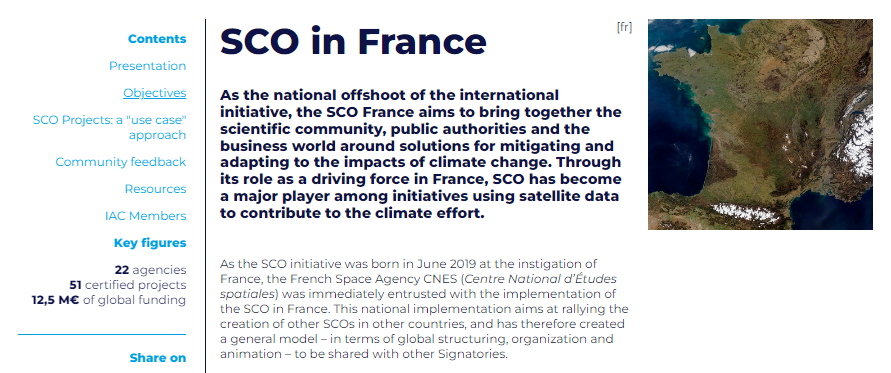 Contents
Presentation
Objectives
SCO Projects: a "use case"
approach
Community feedback
Resources
IAC Members
Key figures
22 agencies
51 certified projects
12,5 M€ of global funding
Share on
SCO in France
[fr]
As the national offshoot of the international
initiative, the SCO France aims to bring together the
scientific community, public authorities and the
business world around solutions for mitigating and
adapting to the impacts of climate change. Through
its role as a driving force in France, SCO has become
a major player among initiatives using satellite data
to contribute to the climate effort.
As the SCO initiative was born in June 2019 at the instigation of
France, the French Space Agency CNES (Centre National d’Études
spatiales) was immediately entrusted with the implementation of
the SCO in France. This national implementation aims at rallying the
creation of other SCOs in other countries, and has therefore created
a general model – in terms of global structuring, organization and
animation – to be shared with other Signatories.